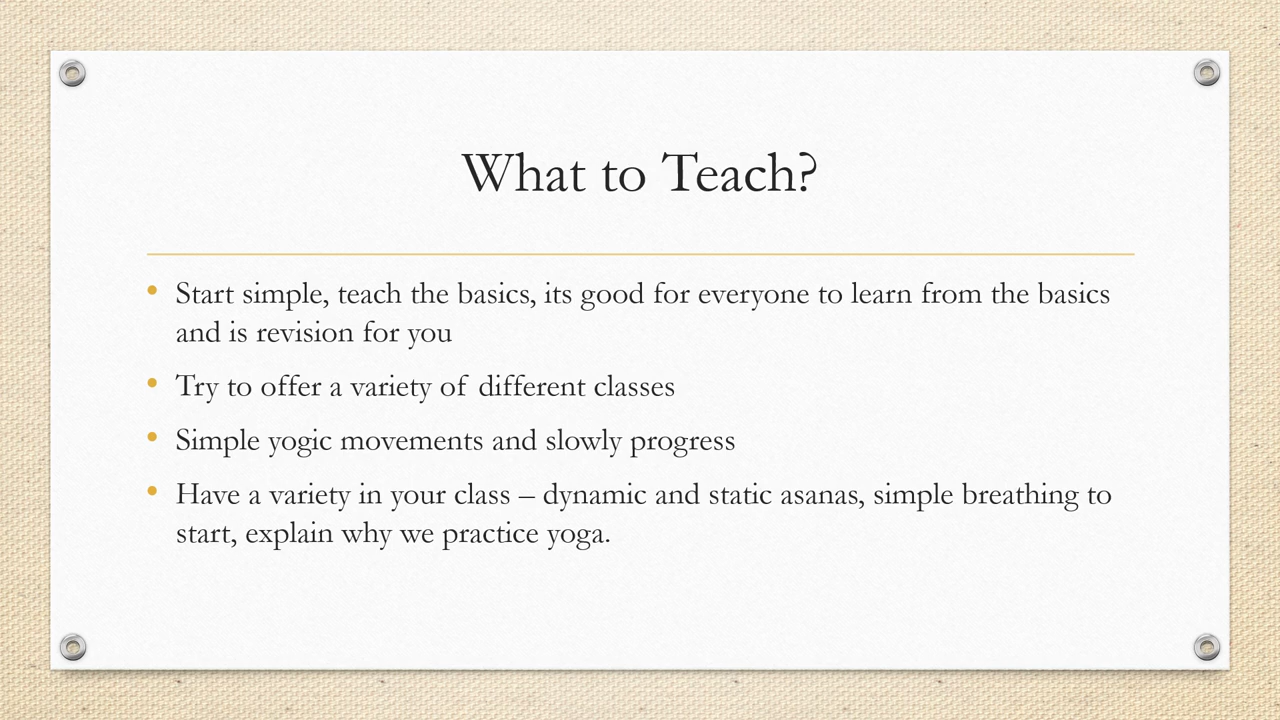 What to Teach?
• Start simple, teach the basics, its good for everyone to learn from the basics
and is revision for you
• Try to offer a variety of different classes
• Simple yogic movements and slowly progress
• Have a variety in your class – dynamic and static asanas, simple breathing to
start, explain why we practice yoga.